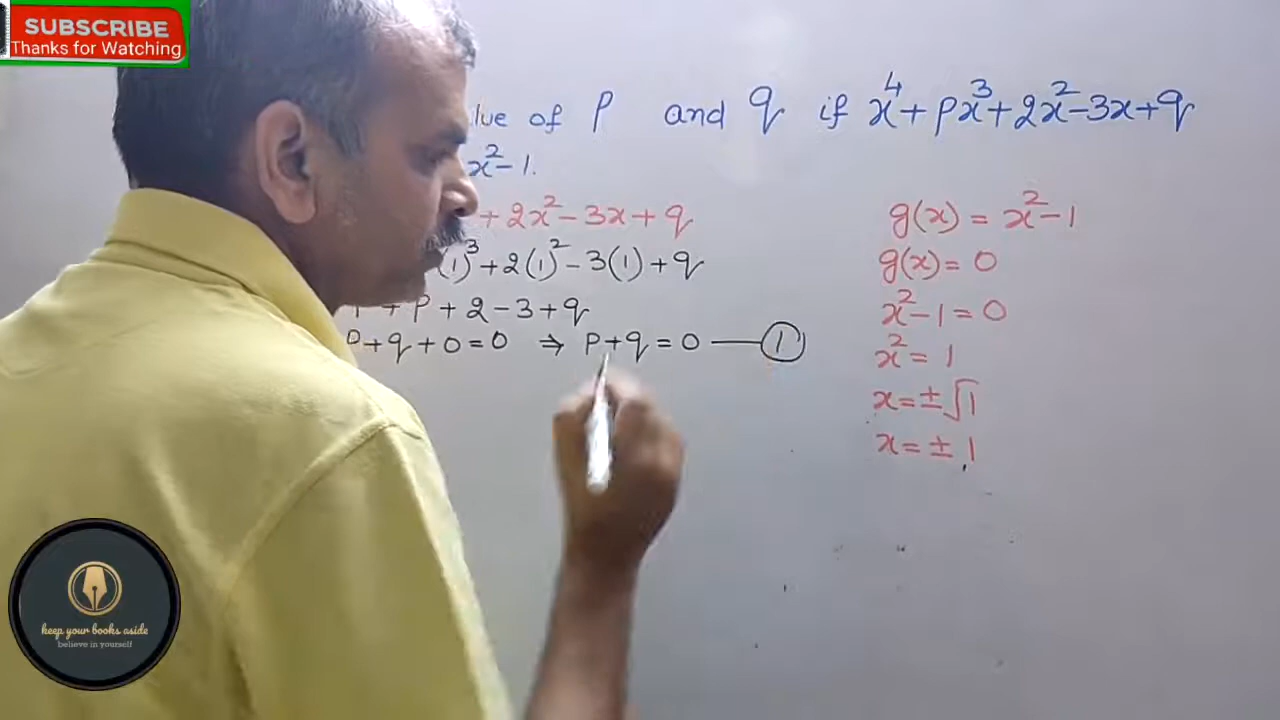 SUBSCRIBE
Thanks for Watching
lue of P and q if x⁴+px³+2x²-3x+q
x²-1.
+2x²-3x+q
(1)³+2(1)²-3(1)+q
+P+2-3+q
P+q+0=0 ⇒ P+q=0 — ①
g(x)=x²-1
g(x)=0
x²-1=0
x²=1
x=±√1
x=±1
keep your books aside
believe in yourself